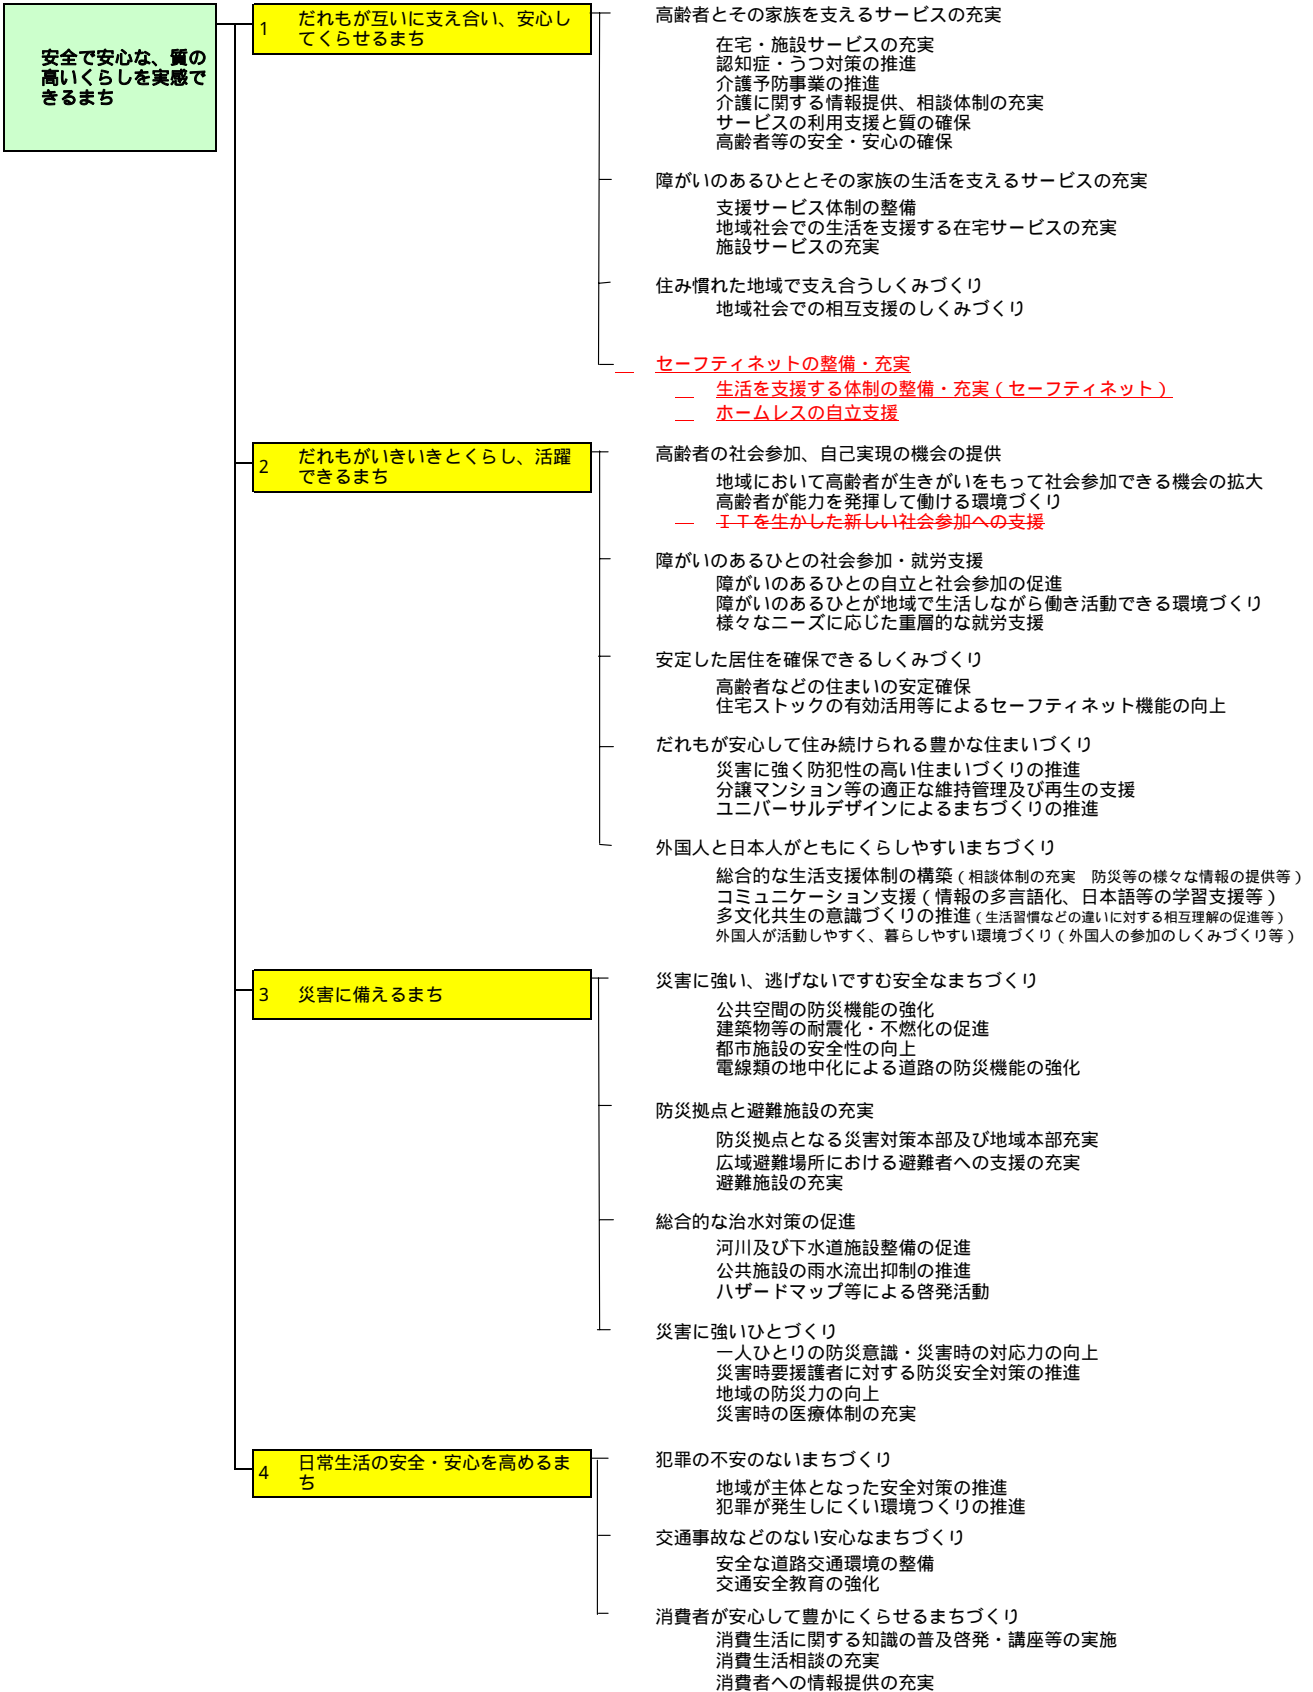 安全で安心な、質の
高いくらしを実感で
きるまち
1
だれもが互いに支え合い、安心し
てくらせるまち
高齢者とその家族を支えるサービスの充実
在宅・施設サービスの充実
認知症・うつ対策の推進
介護予防事業の推進
介護に関する情報提供、相談体制の充実
サービスの利用支援と質の確保
高齢者等の安全・安心の確保
障がいのあるひととその家族の生活を支えるサービスの充実
支援サービス体制の整備
地域社会での生活を支援する在宅サービスの充実
施設サービスの充実
住み慣れた地域で支え合うしくみづくり
地域社会での相互支援のしくみづくり
セーフティネットの整備・充実
生活を支援する体制の整備・充実（セーフティネット）
ホームレスの自立支援
2
だれもがいきいきとくらし、活躍
できるまち
高齢者の社会参加、自己実現の機会の提供
地域において高齢者が生きがいをもって社会参加できる機会の拡大
高齢者が能力を発揮して働ける環境づくり
ＩＴを生かした新しい社会参加への支援
障がいのあるひとの社会参加・就労支援
障がいのあるひとの自立と社会参加の促進
障がいのあるひとが地域で生活しながら働き活動できる環境づくり
様々なニーズに応じた重層的な就労支援
安定した居住を確保できるしくみづくり
高齢者などの住まいの安定確保
住宅ストックの有効活用等によるセーフティネット機能の向上
だれもが安心して住み続けられる豊かな住まいづくり
災害に強く防犯性の高い住まいづくりの推進
分譲マンション等の適正な維持管理及び再生の支援
ユニバーサルデザインによるまちづくりの推進
外国人と日本人がともにくらしやすいまちづくり
総合的な生活支援体制の構築（相談体制の充実　防災等の様々な情報の提供等）
コミュニケーション支援（情報の多言語化、日本語等の学習支援等）
多文化共生の意識づくりの推進（生活習慣などの違いに対する相互理解の促進等）
外国人が活動しやすく、暮らしやすい環境づくり（外国人の参加のしくみづくり等）
3
災害に備えるまち
災害に強い、逃げないですむ安全なまちづくり
公共空間の防災機能の強化
建築物等の耐震化・不燃化の促進
都市施設の安全性の向上
電線類の地中化による道路の防災機能の強化
防災拠点と避難施設の充実
防災拠点となる災害対策本部及び地域本部充実
広域避難場所における避難者への支援の充実
避難施設の充実
総合的な治水対策の促進
河川及び下水道施設整備の促進
公共施設の雨水流出抑制の推進
ハザードマップ等による啓発活動
災害に強いひとづくり
一人ひとりの防災意識・災害時の対応力の向上
災害時要援護者に対する防災安全対策の推進
地域の防災力の向上
災害時の医療体制の充実
4
日常生活の安全・安心を高めるま
ち
犯罪の不安のないまちづくり
地域が主体となった安全対策の推進
犯罪が発生しにくい環境つくりの推進
交通事故などのない安心なまちづくり
安全な道路交通環境の整備
交通安全教育の強化
消費者が安心して豊かにくらせるまちづくり
消費生活に関する知識の普及啓発・講座等の実施
消費生活相談の充実
消費者への情報提供の充実